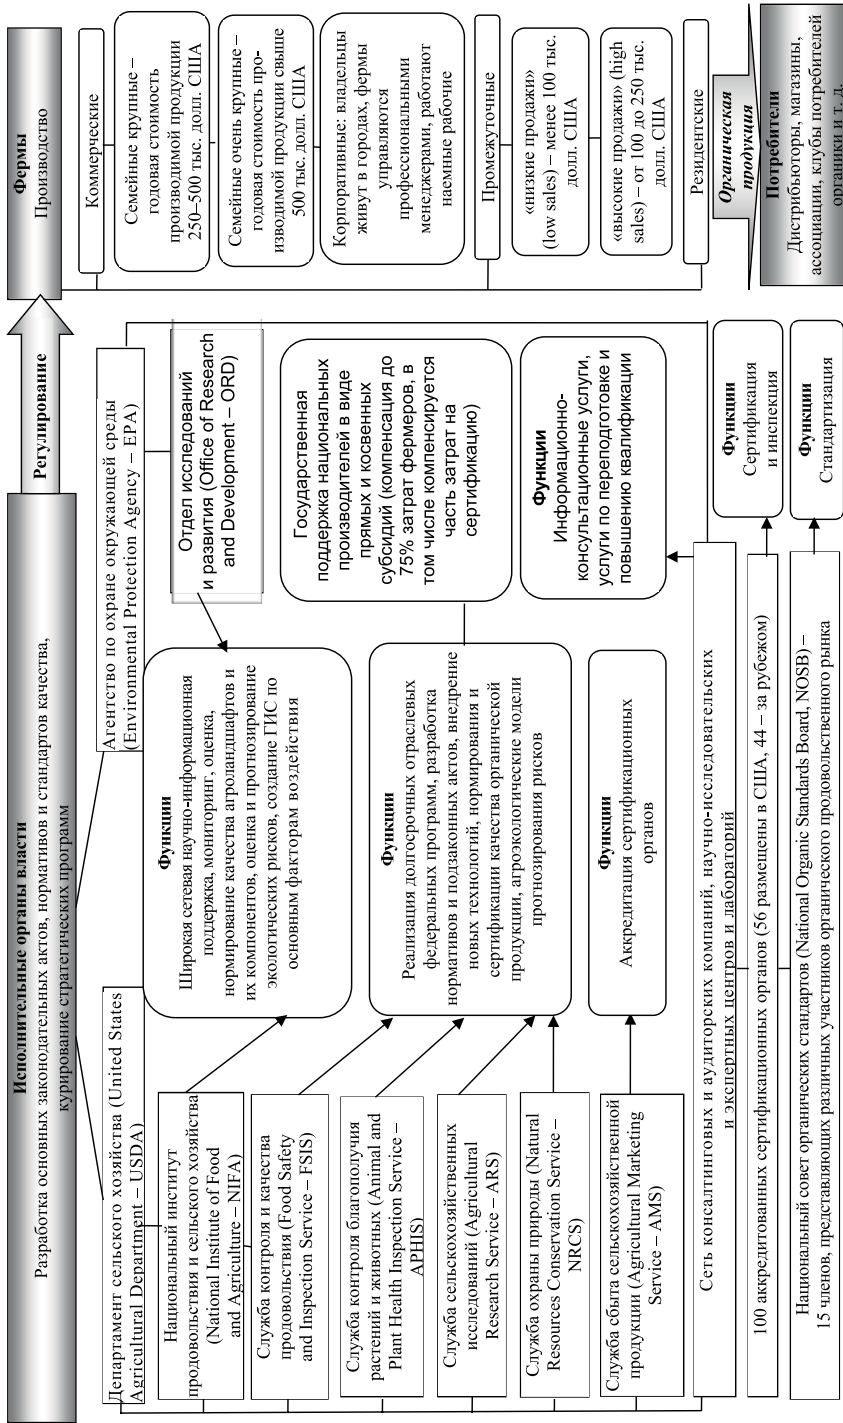 Исполнительные органы власти
Разработка основных законодательных актов, нормативов и стандартов качества,
курирование стратегических программ
Регулирование
Фермы
Производство
Департамент сельского хозяйства (United States
Agricultural Department – USDA)
Агентство по охране окружающей среды
(Environmental Protection Agency – EPA)
Национальный институт
продовольствия и сельского хозяйства
(National Institute of Food
and Agriculture – NIFA)
Служба контроля и качества
продовольствия (Food Safety
and Inspection Service – FSIS)
Служба контроля благополучия
растений и животных (Animal and
Plant Health Inspection Service –
APHIS)
Служба сельскохозяйственных
исследований (Agricultural
Research Service – ARS)
Служба охраны природы (Natural
Resources Conservation Service –
NRCS)
Служба сбыта сельскохозяйственной
продукции (Agricultural Marketing
Service – AMS)
Функции
Широкая сетевая научно-информационная
поддержка, мониторинг, оценка,
нормирование качества агроландшафтов и
их компонентов, оценка и прогнозирование
экологических рисков, создание ГИС по
основным факторам воздействия
Функции
Реализация долгосрочных отраслевых
федеральных программ, разработка
нормативов и подзаконных актов, внедрение
новых технологий, нормирования и
сертификации качества органической
продукции, агроэкологические модели
прогнозирования рисков
Функции
Аккредитация сертификационных
органов
Отдел исследований
и развития (Office of Research
and Development – ORD)
Государственная
поддержка национальных
производителей в виде
прямых и косвенных
субсидий (компенсация до
75% затрат фермеров, в
том числе компенсируется
часть затрат на
сертификацию)
Функции
Информационно-
консультационные услуги,
услуги по переподготовке и
повышению квалификации
Сеть консалтинговых и аудиторских компаний, научно-исследовательских
и экспертных центров и лабораторий
100 аккредитованных сертификационных органов (56 размещены в США, 44 – за рубежом)
Функции
Сертификация
и инспекция
Национальный совет органических стандартов (National Organic Standards Board, NOSB) –
15 членов, представляющих различных участников органического продовольственного рынка
Функции
Стандартизация
Коммерческие
Семейные крупные –
годовая стоимость
производимой продукции
250–500 тыс. долл. США
Семейные очень крупные –
годовая стоимость про-
изводимой продукции свыше
500 тыс. долл. США
Корпоративные: владельцы
живут в городах, фермы
управляются
профессиональными
менеджерами, работают
наемные рабочие
Промежуточные
«низкие продажи»
(low sales) – менее 100 тыс.
долл. США
«высокие продажи» (high
sales) – от 100 до 250 тыс.
долл. США
Резидентские
Органическая
продукция
Потребители
Дистрибьюторы, магазины,
ассоциации, клубы потребителей
органики и т. д.